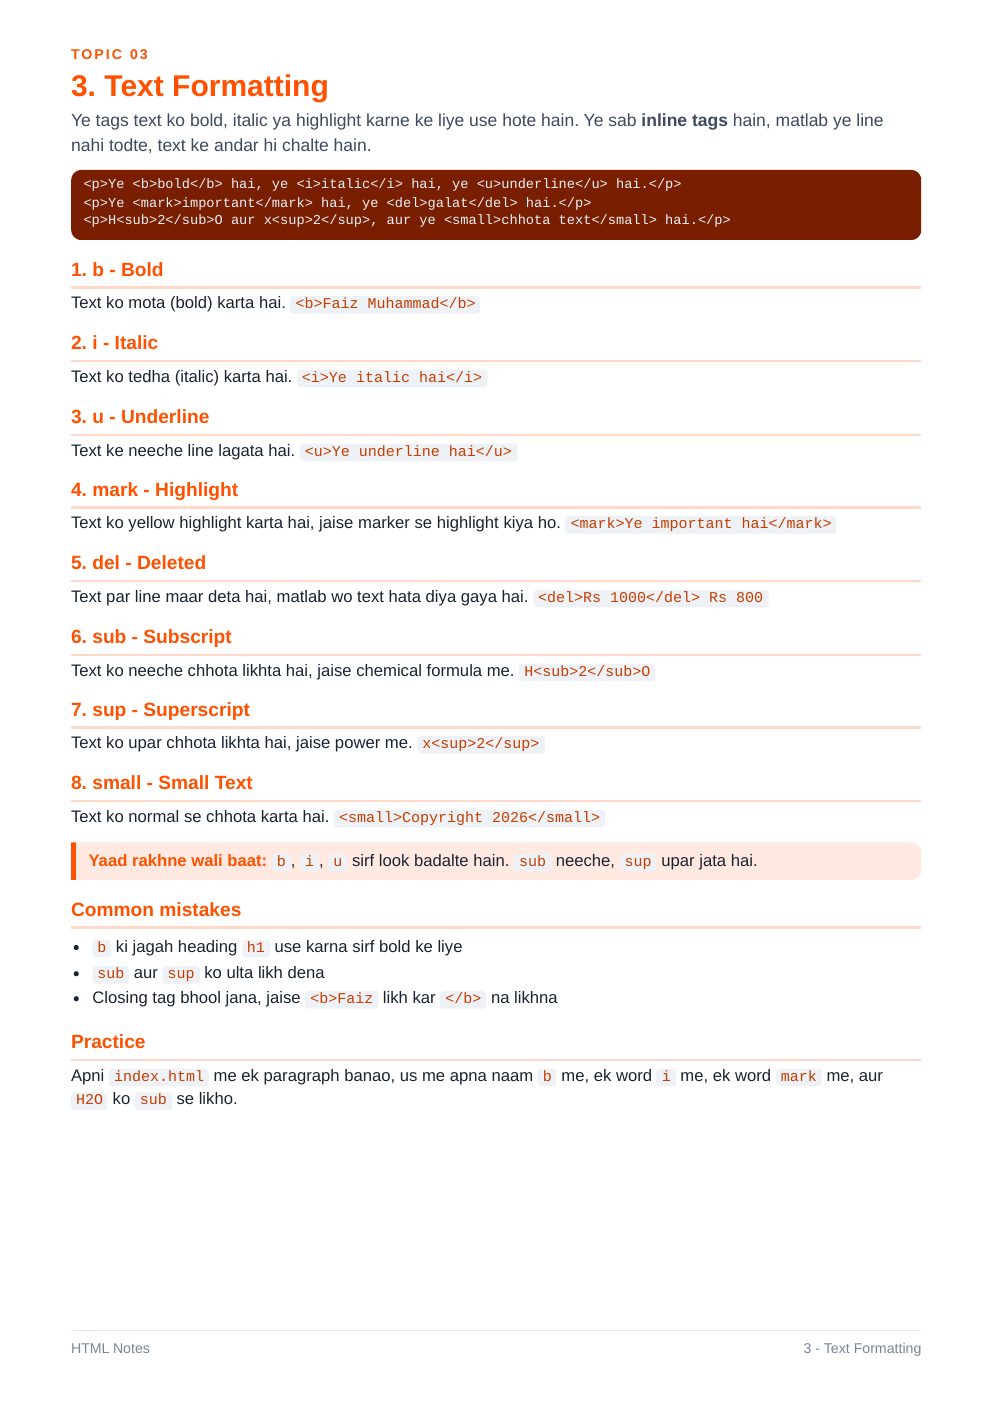 TOPIC 03
3. Text Formatting
Ye tags text ko bold, italic ya highlight karne ke liye use hote hain. Ye sab inline tags hain, matlab ye line
nahi todte, text ke andar hi chalte hain.
<p>Ye <b>bold</b> hai, ye <i>italic</i> hai, ye <u>underline</u> hai.</p>
<p>Ye <mark>important</mark> hai, ye <del>galat</del> hai.</p>
<p>H<sub>2</sub>O aur x<sup>2</sup>, aur ye <small>chhota text</small> hai.</p>
1. b - Bold
Text ko mota (bold) karta hai. <b>Faiz Muhammad</b>
2. i - Italic
Text ko tedha (italic) karta hai. <i>Ye italic hai</i>
3. u - Underline
Text ke neeche line lagata hai. <u>Ye underline hai</u>
4. mark - Highlight
Text ko yellow highlight karta hai, jaise marker se highlight kiya ho. <mark>Ye important hai</mark>
5. del - Deleted
Text par line maar deta hai, matlab wo text hata diya gaya hai. <del>Rs 1000</del> Rs 800
6. sub - Subscript
Text ko neeche chhota likhta hai, jaise chemical formula me. H<sub>2</sub>O
7. sup - Superscript
Text ko upar chhota likhta hai, jaise power me. x<sup>2</sup>
8. small - Small Text
Text ko normal se chhota karta hai. <small>Copyright 2026</small>
Yaad rakhne wali baat: b , i , u sirf look badalte hain. sub neeche, sup upar jata hai.
Common mistakes
• b ki jagah heading h1 use karna sirf bold ke liye
• sub aur sup ko ulta likh dena
• Closing tag bhool jana, jaise <b>Faiz likh kar </b> na likhna
Practice
Apni index.html me ek paragraph banao, us me apna naam b me, ek word i me, ek word mark me, aur
H2O ko sub se likho.
HTML Notes
3 - Text Formatting